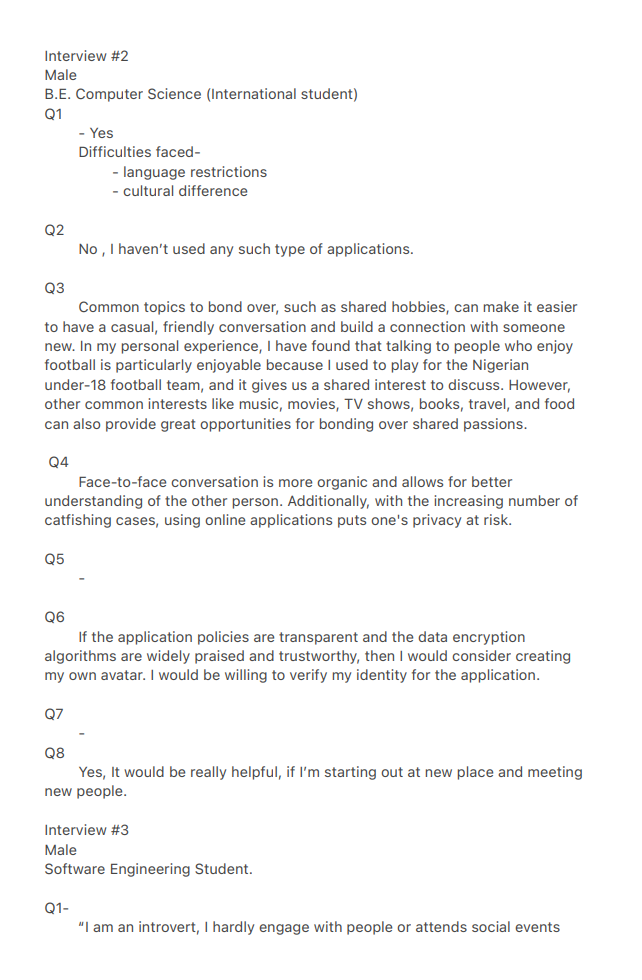 Interview #2
Male
B.E. Computer Science (International student)
Q1
- Yes
Difficulties faced-
- language restrictions
- cultural difference
Q2
No , I haven’t used any such type of applications.
Q3
Common topics to bond over, such as shared hobbies, can make it easier
to have a casual, friendly conversation and build a connection with someone
new. In my personal experience, I have found that talking to people who enjoy
football is particularly enjoyable because I used to play for the Nigerian
under-18 football team, and it gives us a shared interest to discuss. However,
other common interests like music, movies, TV shows, books, travel, and food
can also provide great opportunities for bonding over shared passions.
Q4
Face-to-face conversation is more organic and allows for better
understanding of the other person. Additionally, with the increasing number of
catfishing cases, using online applications puts one's privacy at risk.
Q5
-
Q6
If the application policies are transparent and the data encryption
algorithms are widely praised and trustworthy, then I would consider creating
my own avatar. I would be willing to verify my identity for the application.
Q7
-
Q8
Yes, It would be really helpful, if I’m starting out at new place and meeting
new people.
Interview #3
Male
Software Engineering Student.
Q1-
“I am an introvert, I hardly engage with people or attends social events